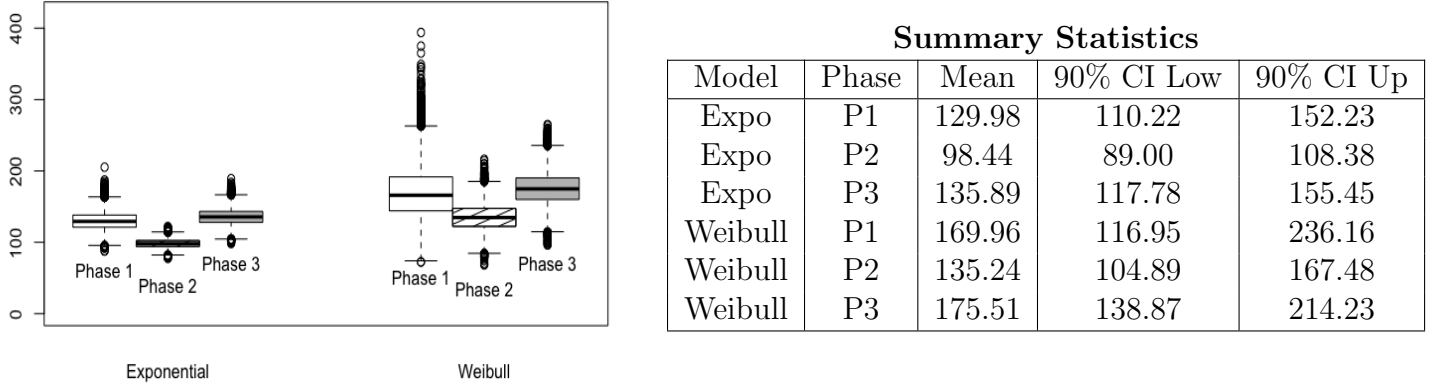 400
300
200
100
0
Phase 1
Phase 2
Phase 3
Phase 1
Phase 2
Phase 3
Exponential
Weibull
Summary Statistics
Model Phase Mean 90% CI Low 90% CI Up
Expo P1 129.98 110.22 152.23
Expo P2 98.44 89.00 108.38
Expo P3 135.89 117.78 155.45
Weibull P1 169.96 116.95 236.16
Weibull P2 135.24 104.89 167.48
Weibull P3 175.51 138.87 214.23